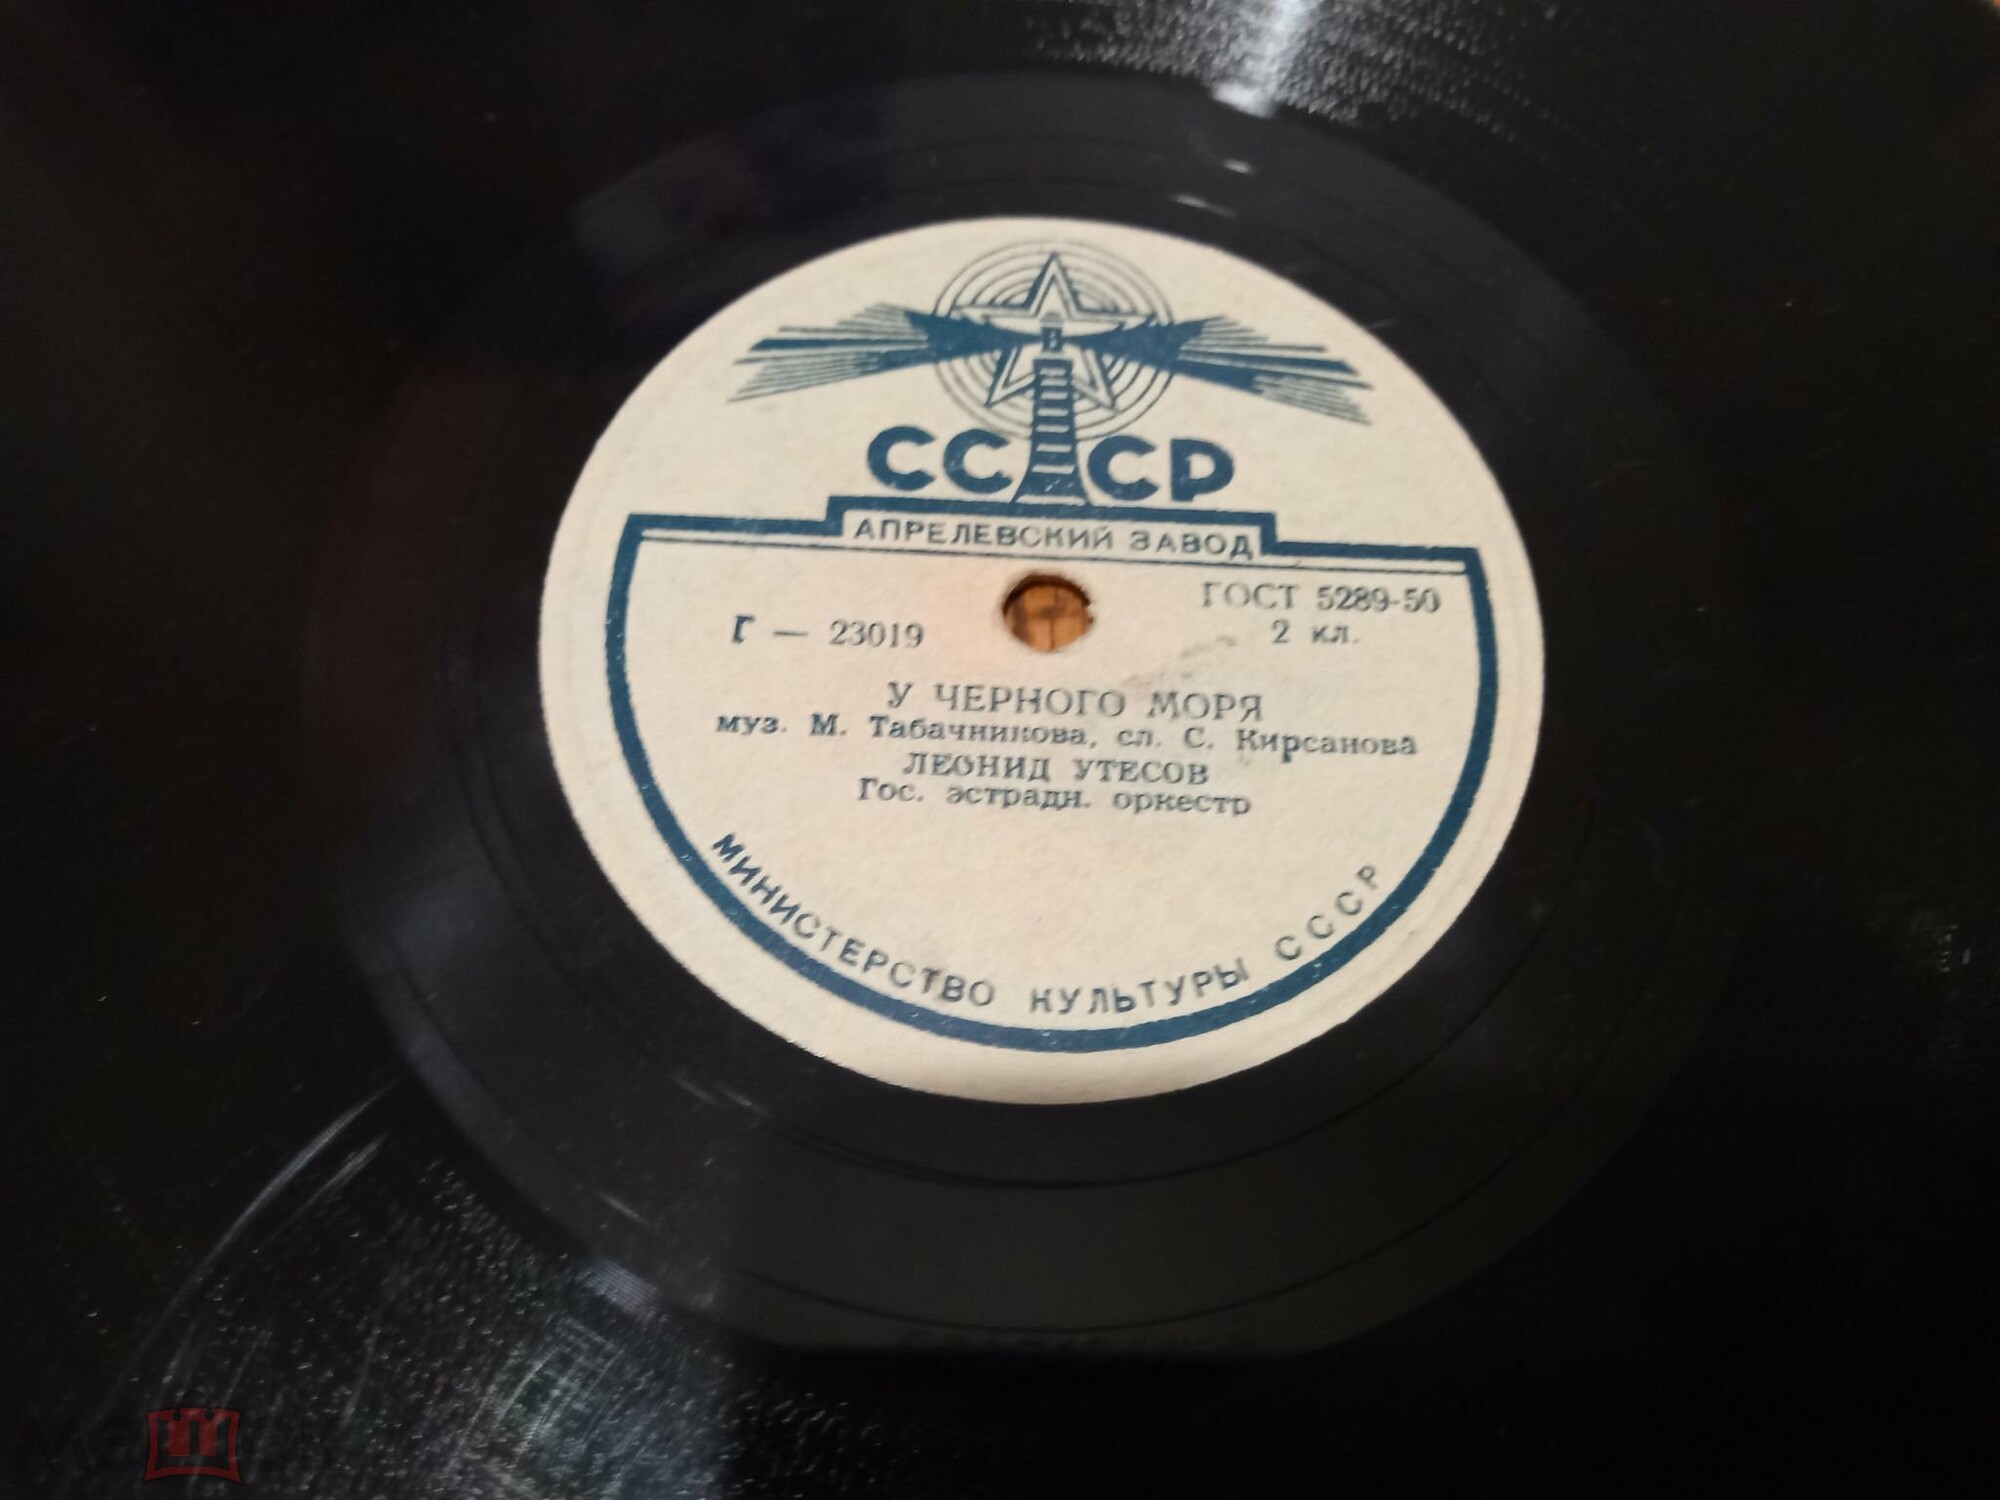 СССР
АПРЕЛЕВСКИЙ ЗАВОД
ГОСТ 5289-50
Г — 23019
2 кл.
У ЧЕРНОГО МОРЯ
муз. М. Табачникова, сл. С. Кирсанова
ЛЕОНИД УТЕСОВ
Гос. эстрадн. оркестр
МИНИСТЕРСТВО КУЛЬТУРЫ СССР